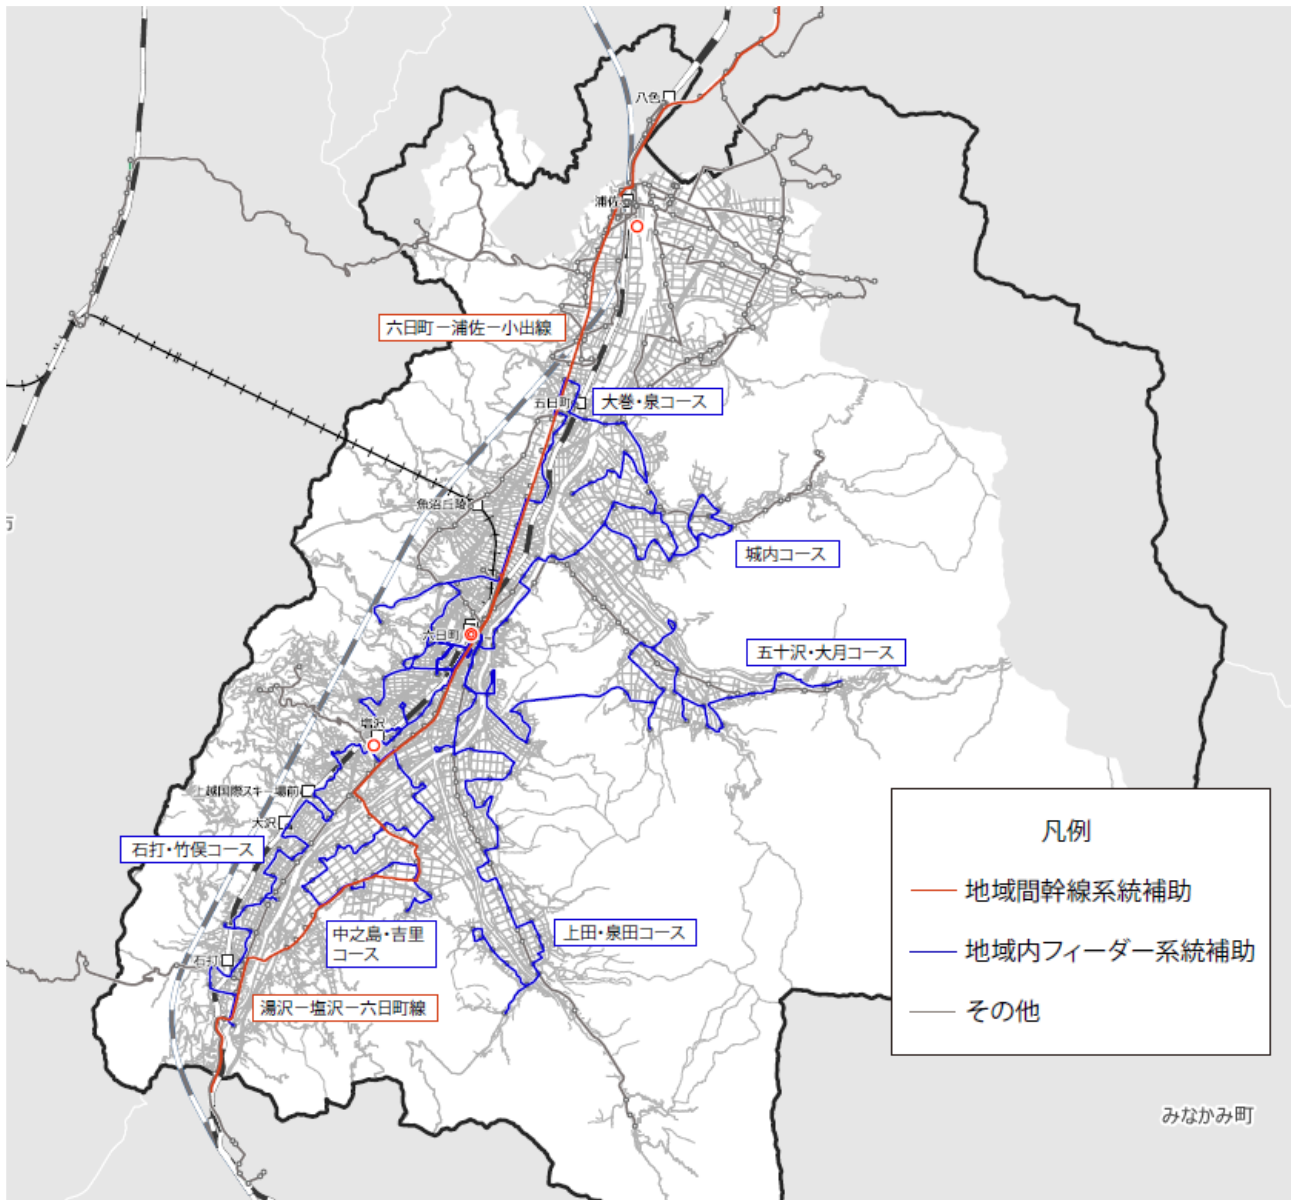 八色
浦佐
六日町－浦佐－小出線
五日町
大巻・泉コース
魚沼丘陵
市
城内コース
六日町
五十沢・大月コース
塩沢
上越国際スキー場前
大沢
石打・竹俣コース
中之島・吉里
コース
上田・泉田コース
石打
湯沢－塩沢－六日町線
凡例
地域間幹線系統補助
地域内フィーダー系統補助
その他
みなかみ町